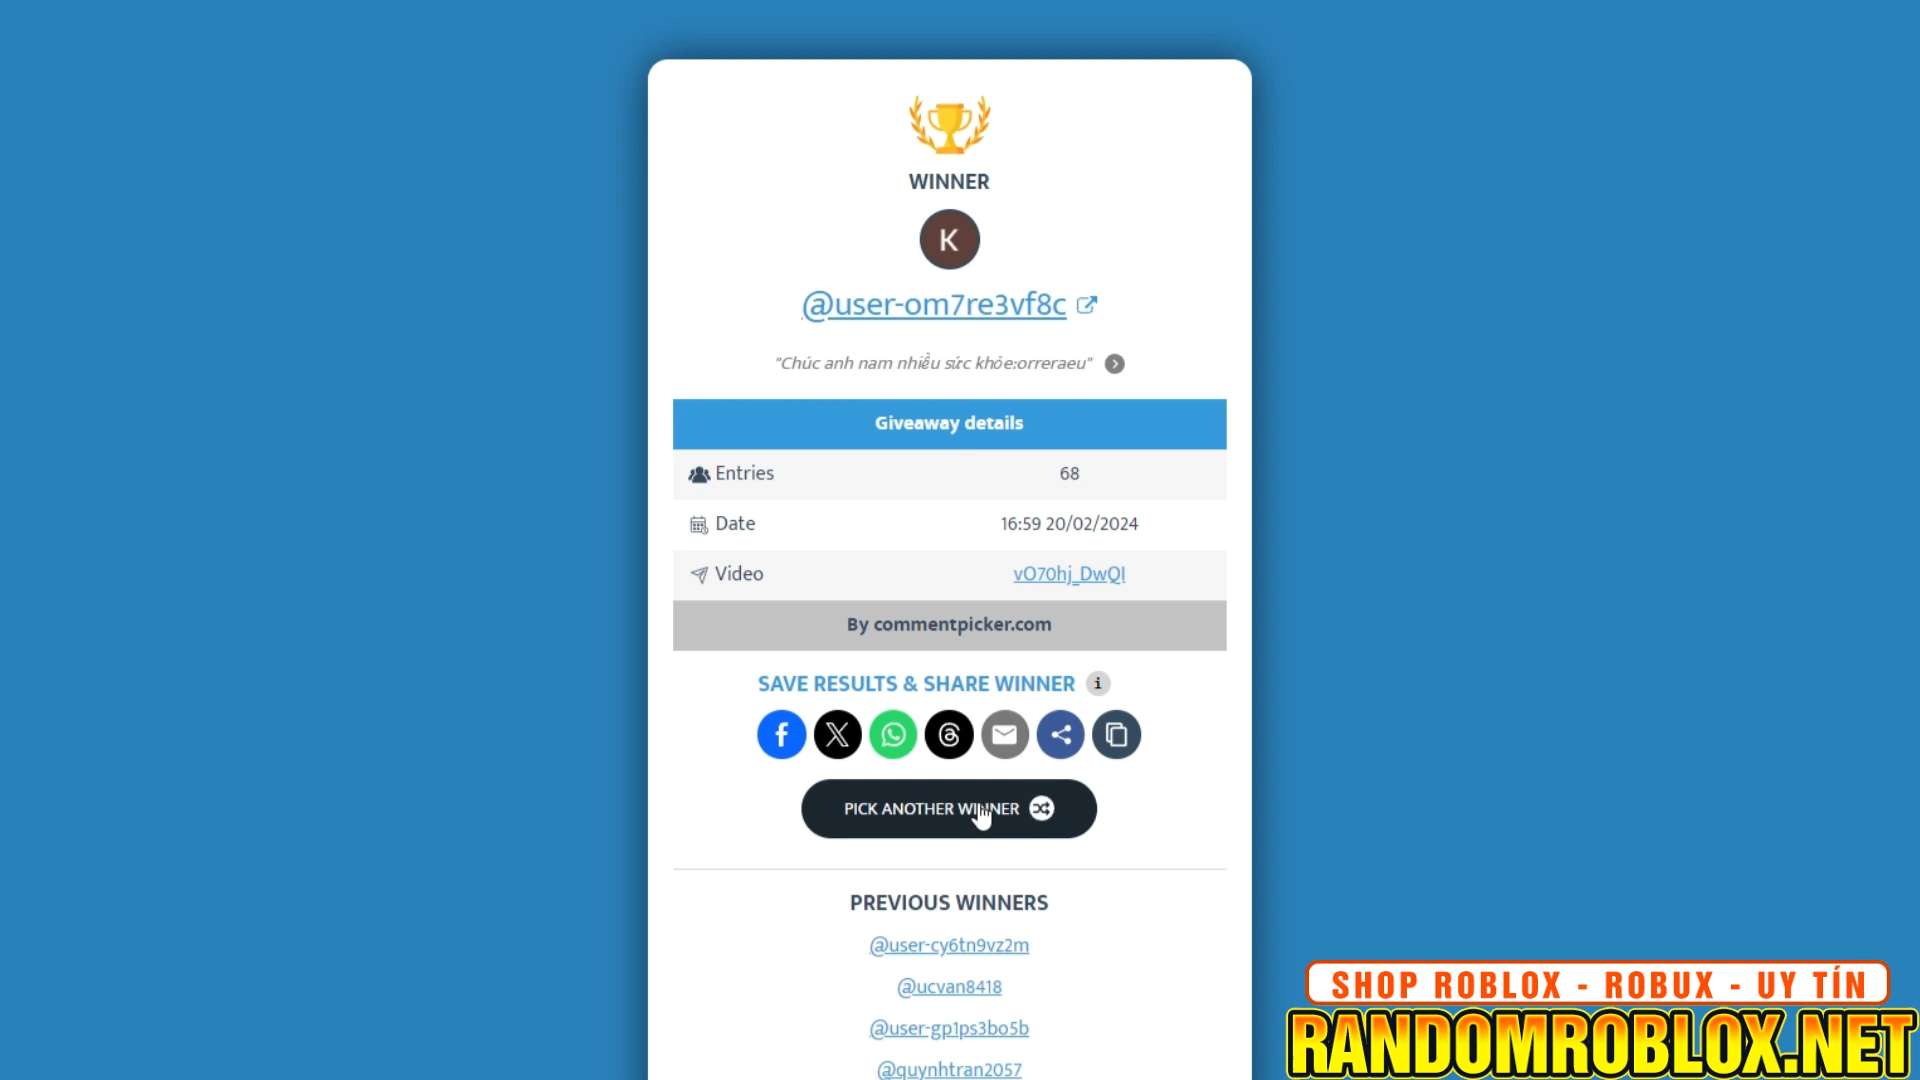 WINNER
K
@user-om7re3vf8c
"Chúc anh nam nhiều sức khỏe:orreraeu"
Giveaway details
Entries 68
Date 16:59 20/02/2024
Video vO70hj_DwQI
By commentpicker.com
SAVE RESULTS & SHARE WINNER i
PICK ANOTHER WINNER
PREVIOUS WINNERS
@user-cy6tn9vz2m
@ucvan8418
@user-gp1ps3bo5b
@quynhtran2057
SHOP ROBLOX - ROBUX - UY TÍN
RANDOMROBLOX.NET